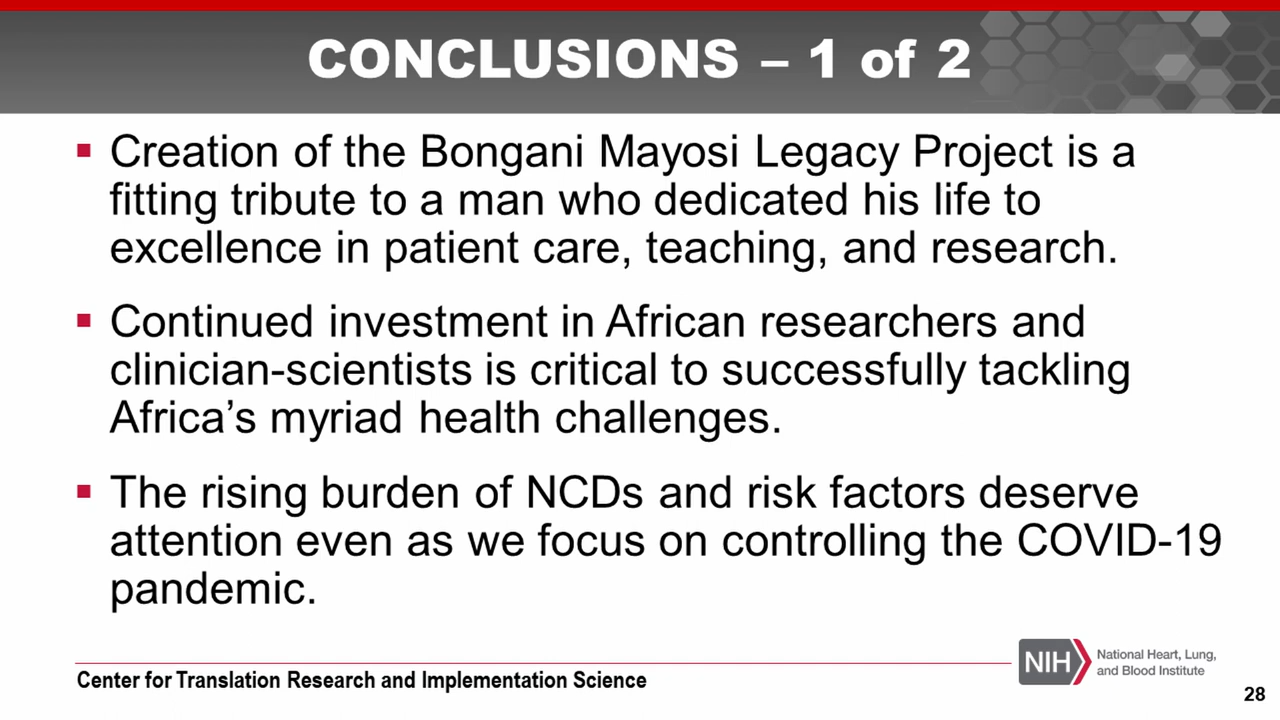 CONCLUSIONS – 1 of 2
▪ Creation of the Bongani Mayosi Legacy Project is a
fitting tribute to a man who dedicated his life to
excellence in patient care, teaching, and research.
▪ Continued investment in African researchers and
clinician-scientists is critical to successfully tackling
Africa’s myriad health challenges.
▪ The rising burden of NCDs and risk factors deserve
attention even as we focus on controlling the COVID-19
pandemic.
Center for Translation Research and Implementation Science
NIH
National Heart, Lung,
and Blood Institute
28